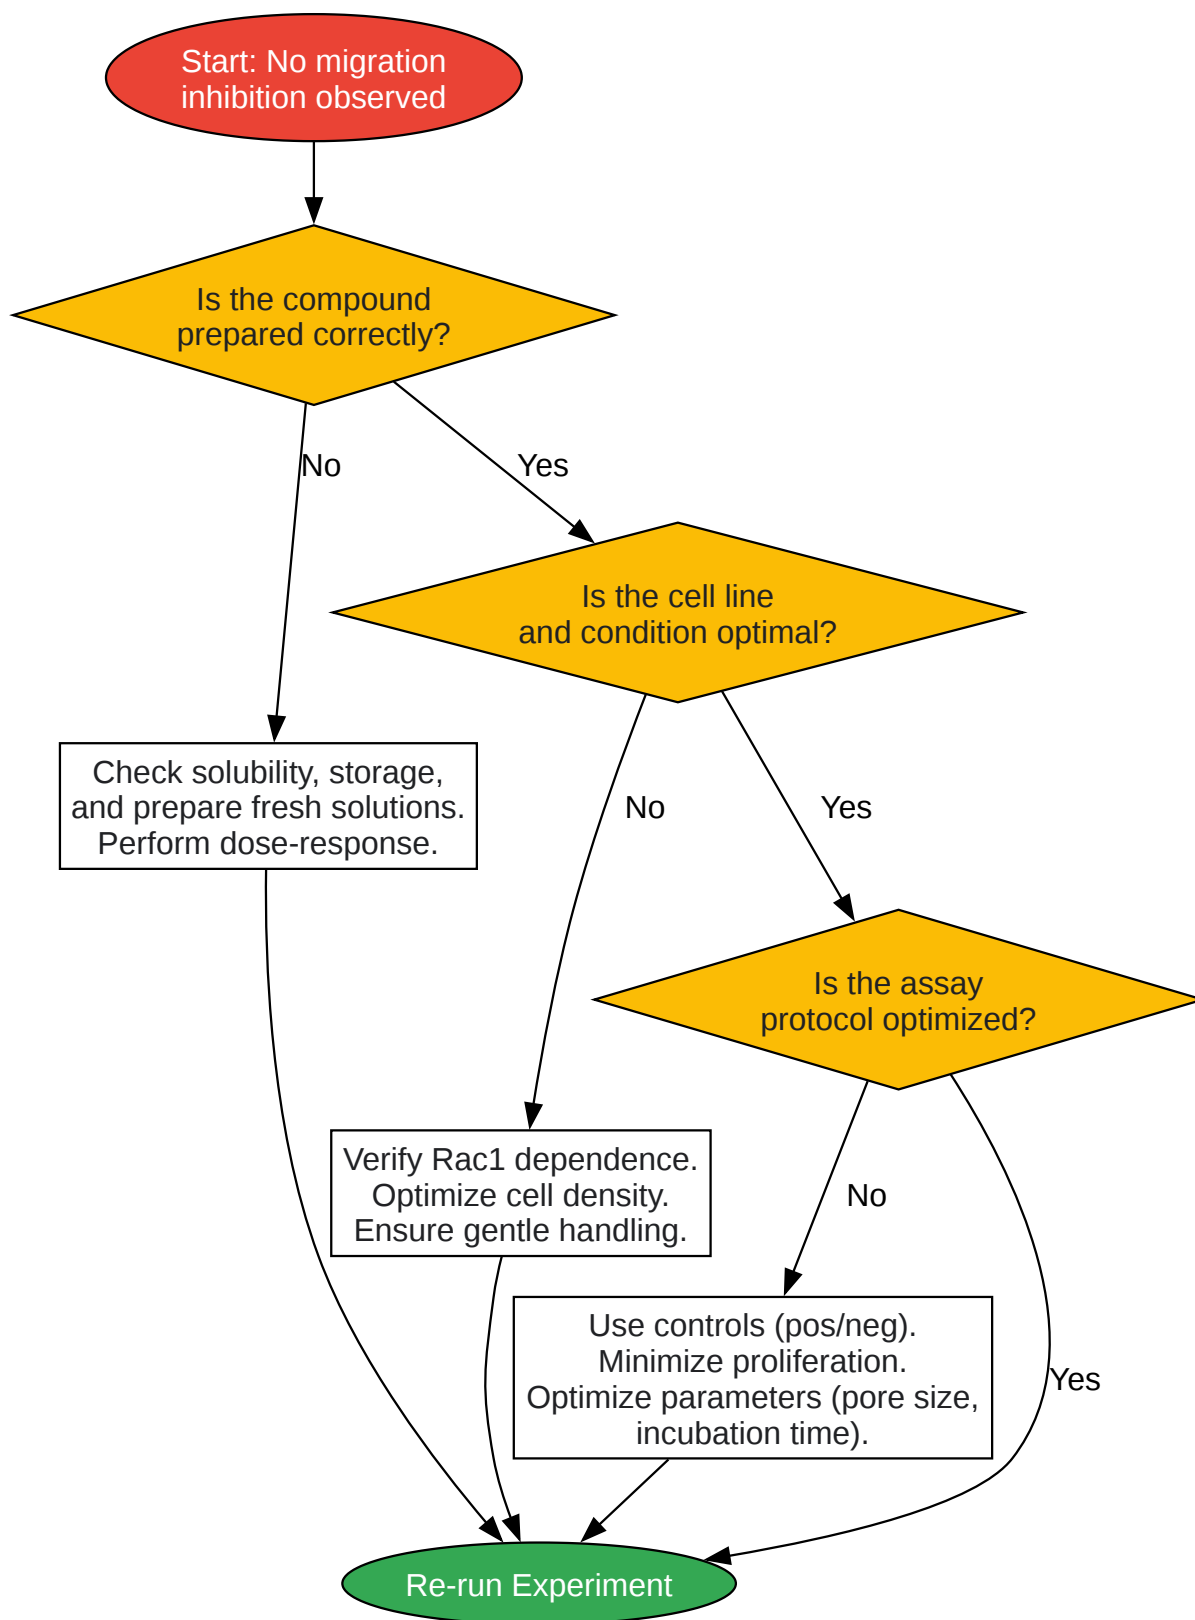 Start: No migration
inhibition observed
Is the compound
prepared correctly?
No
Yes
Is the cell line
and condition optimal?
Check solubility, storage,
and prepare fresh solutions.
Perform dose-response.
No
Yes
Is the assay
protocol optimized?
Verify Rac1 dependence.
Optimize cell density.
Ensure gentle handling.
No
Yes
Use controls (pos/neg).
Minimize proliferation.
Optimize parameters (pore size,
incubation time).
Re-run Experiment